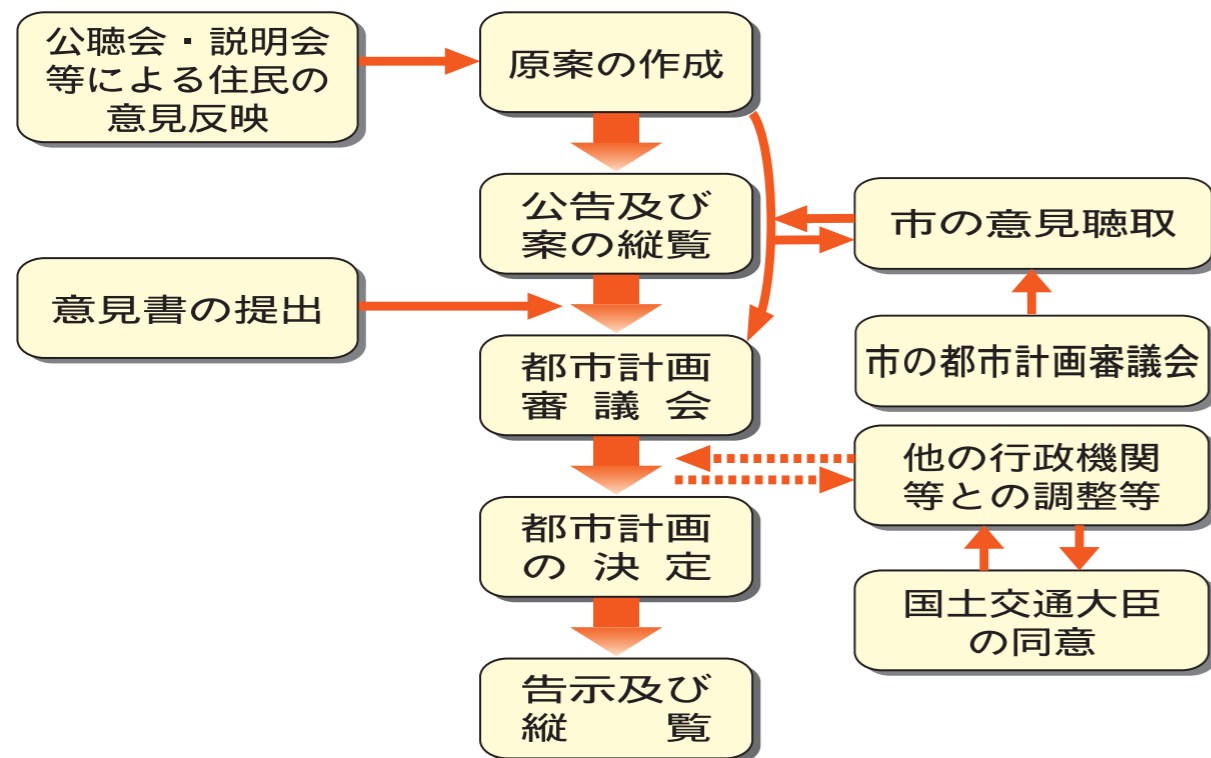 公聴会・説明会
等による住民の
意見反映
原案の作成
公告及び
案の縦覧
市の意見聴取
意見書の提出
都市計画
審議会
市の都市計画審議会
他の行政機関
等との調整等
都市計画
の決定
国土交通大臣
の同意
告示及び
縦覧